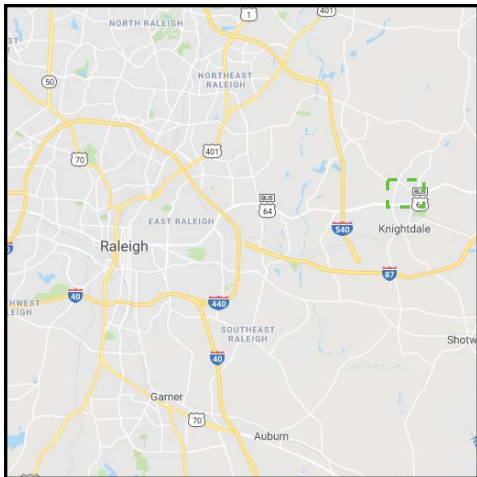 401
1
NORTH RALEIGH
50
NORTHEAST
RALEIGH
70
401
BUS
64
BUS
EAST RALEIGH
540
Knightdale
Raleigh
87
40
440
SOUTHEAST
RALEIGH
40
Shotw
Garner
70
Auburn